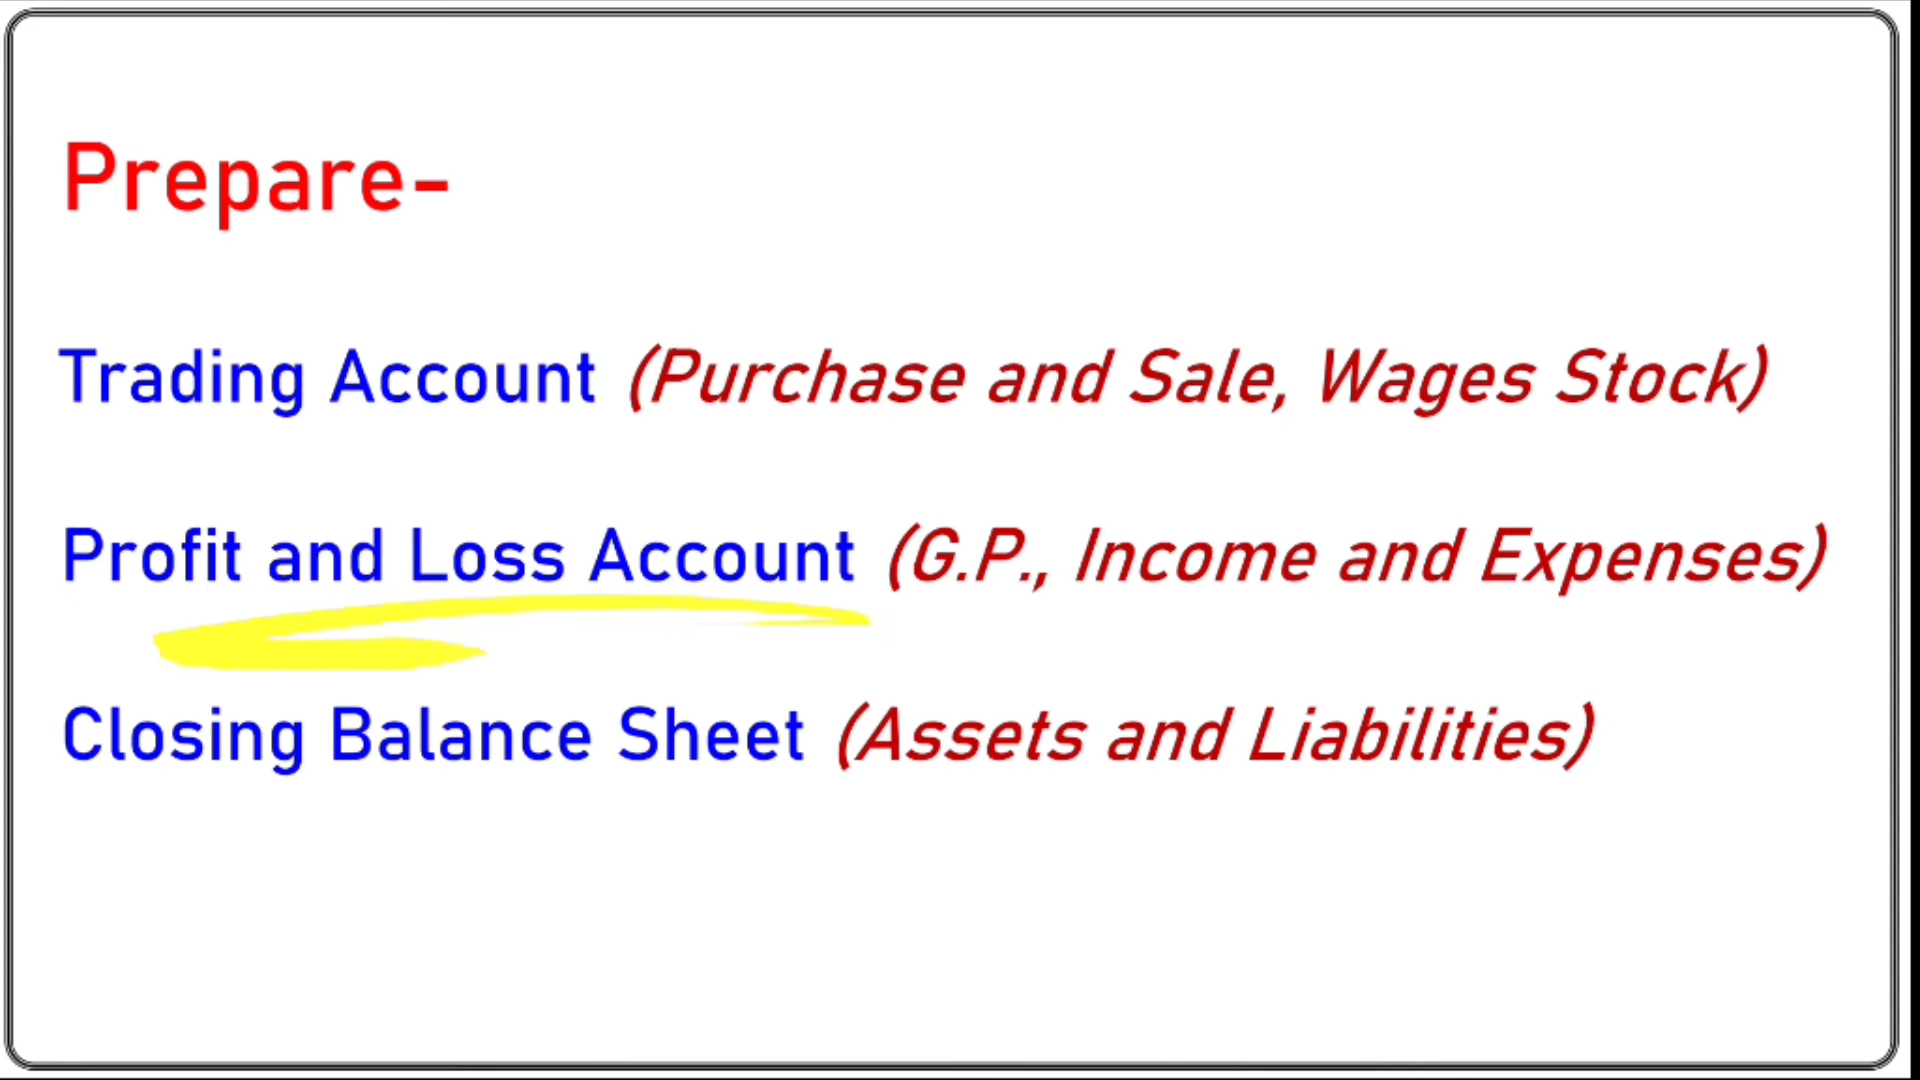 Prepare-
Trading Account (Purchase and Sale, Wages Stock)
Profit and Loss Account (G.P., Income and Expenses)
Closing Balance Sheet (Assets and Liabilities)